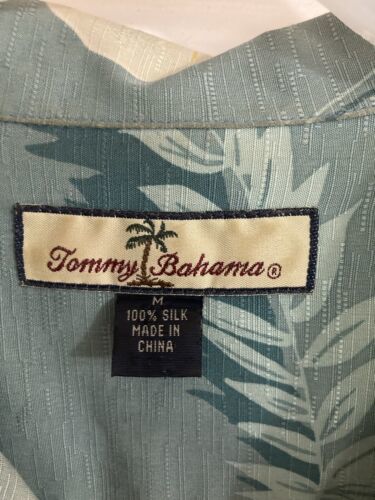 Tommy Bahama®
M
100% SILK
MADE IN
CHINA